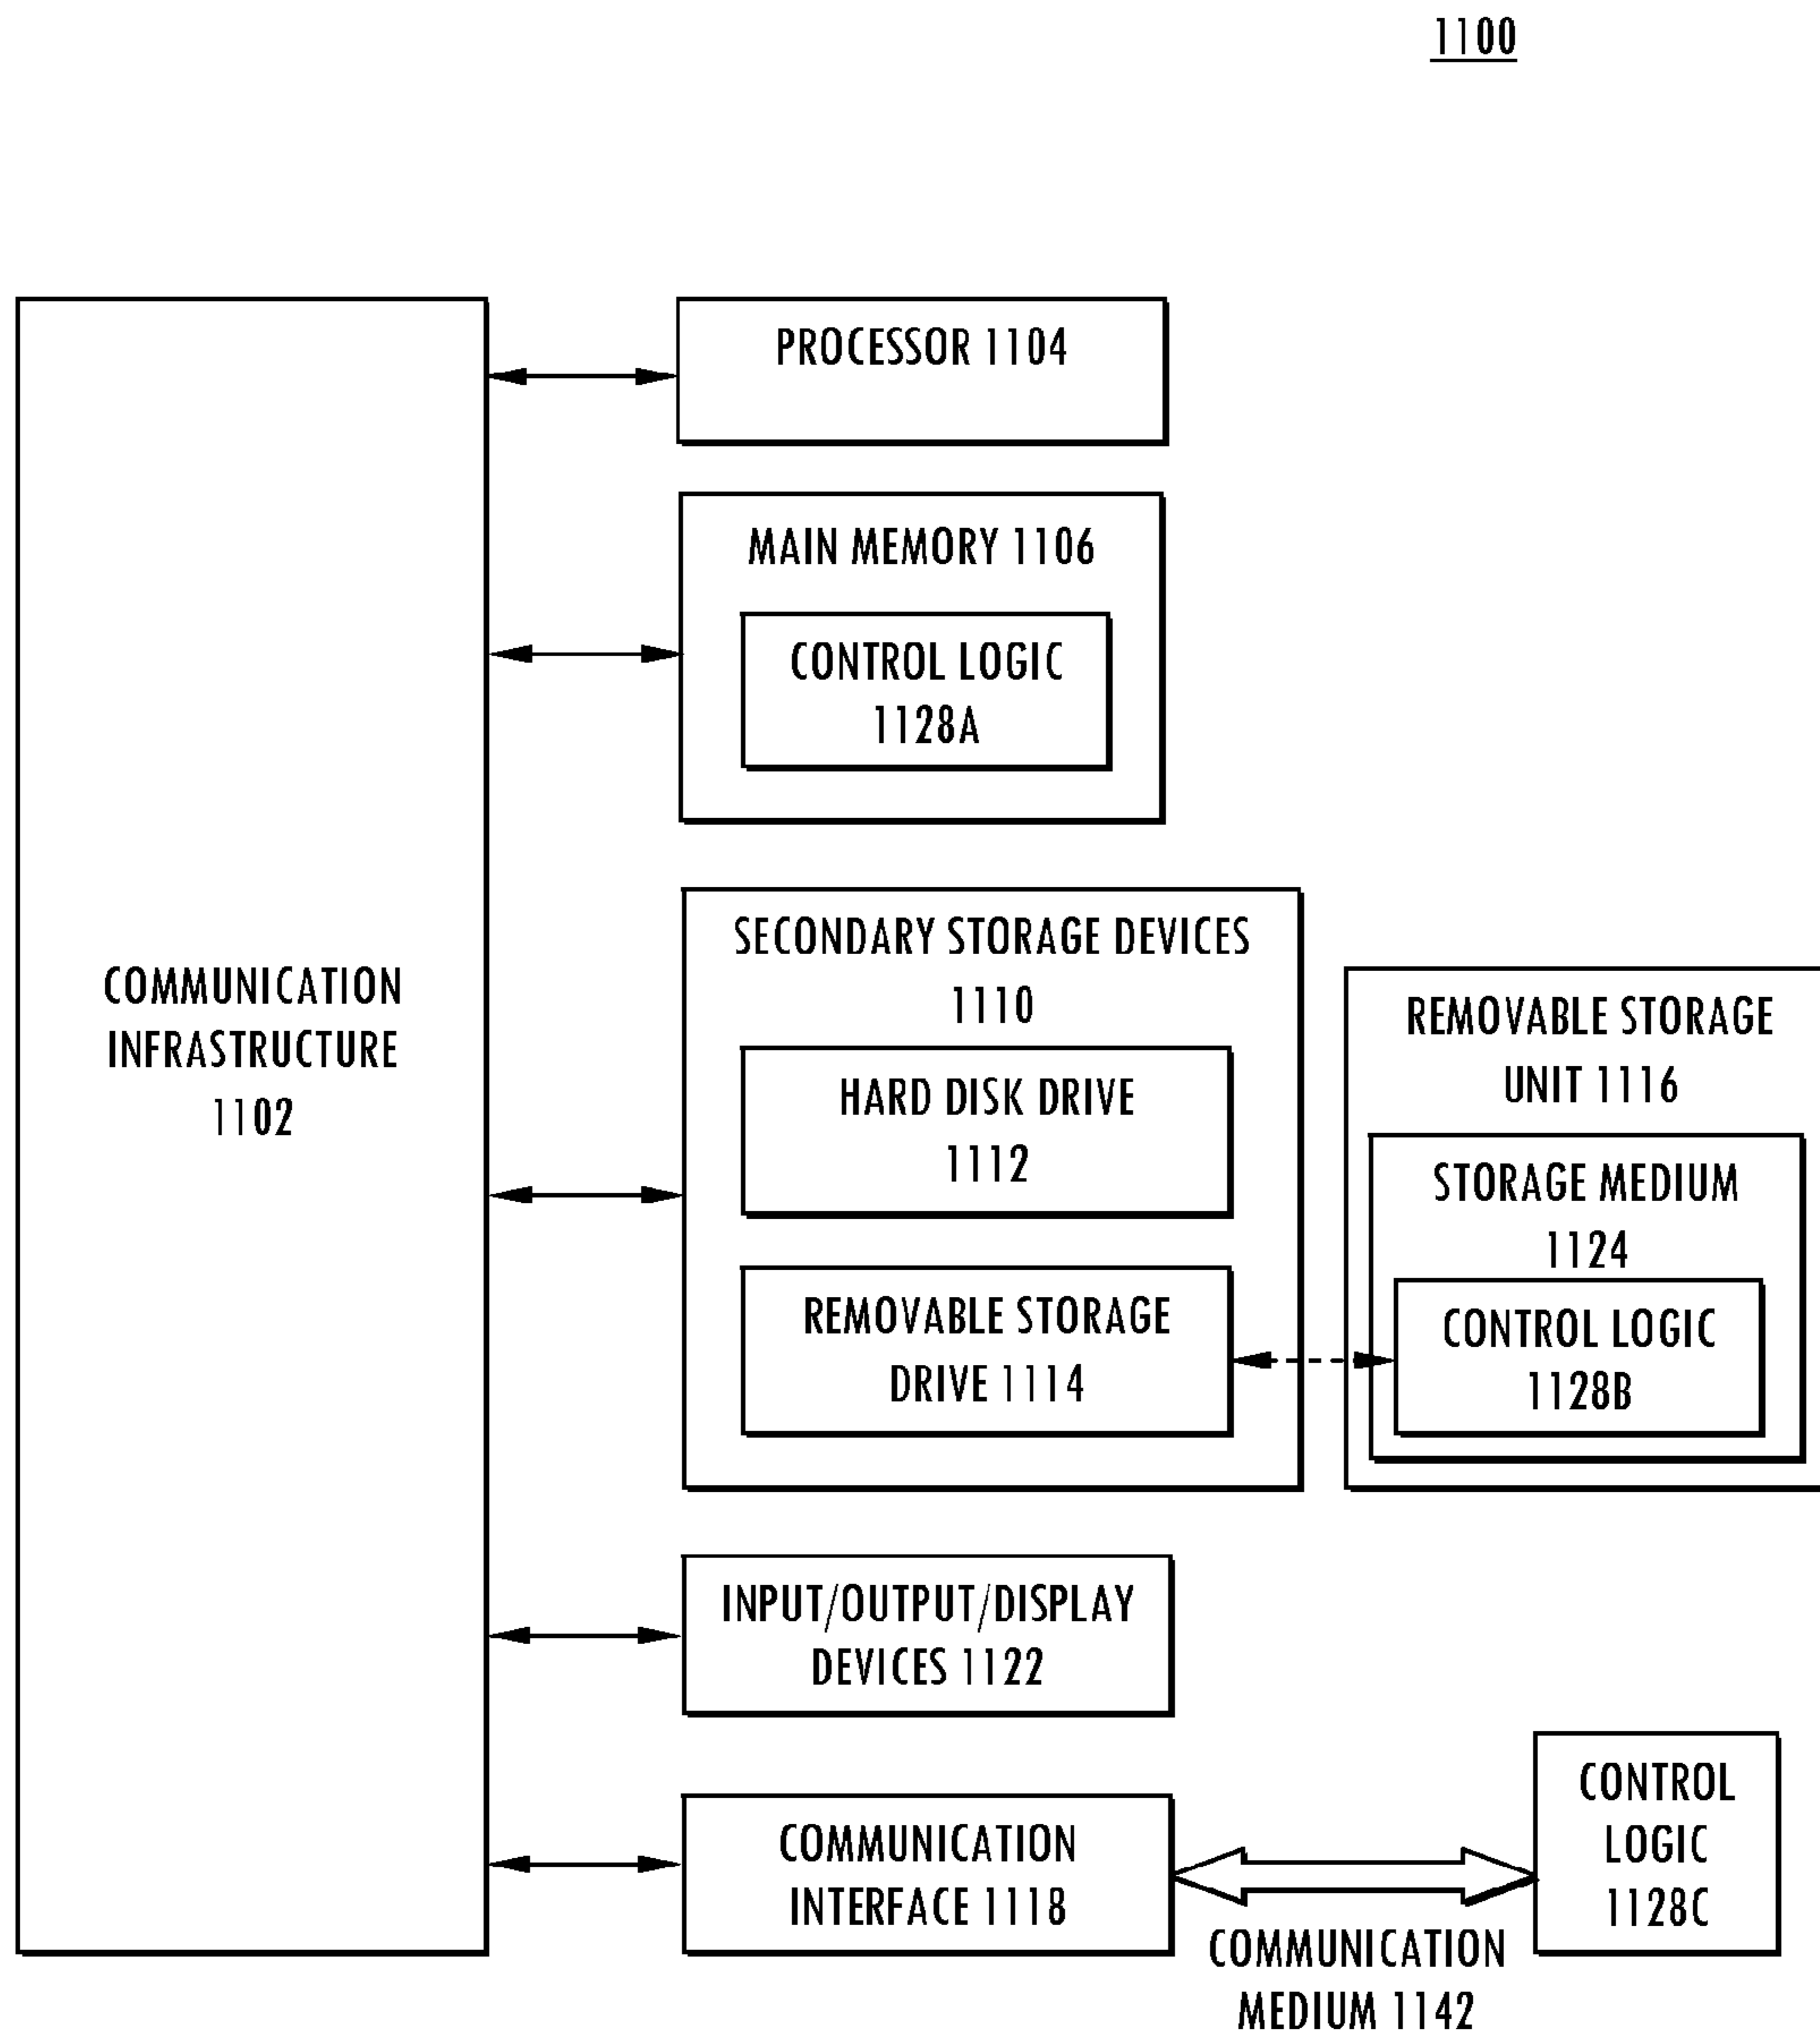 1100
PROCESSOR 1104
MAIN MEMORY 1106
CONTROL LOGIC
1128A
COMMUNICATION
INFRASTRUCTURE
1102
SECONDARY STORAGE DEVICES
1110
HARD DISK DRIVE
1112
REMOVABLE STORAGE
DRIVE 1114
REMOVABLE STORAGE
UNIT 1116
STORAGE MEDIUM
1124
CONTROL LOGIC
1128B
INPUT/OUTPUT/DISPLAY
DEVICES 1122
COMMUNICATION
INTERFACE 1118
COMMUNICATION
MEDIUM 1142
CONTROL
LOGIC
1128C